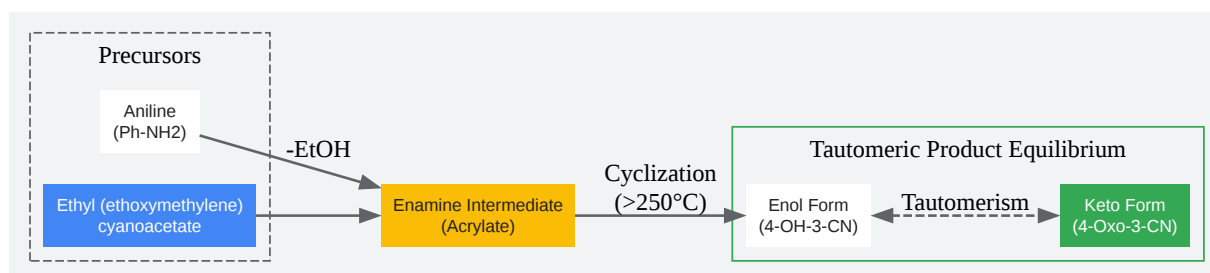 Precursors
Aniline
(Ph-NH2)
-EtOH
Ethyl (ethoxymethylene)
cyanoacetate
Enamine Intermediate
(Acrylate)
Cyclization
(>250°C)
Tautomeric Product Equilibrium
Enol Form
(4-OH-3-CN)
Tautomerism
Keto Form
(4-Oxo-3-CN)